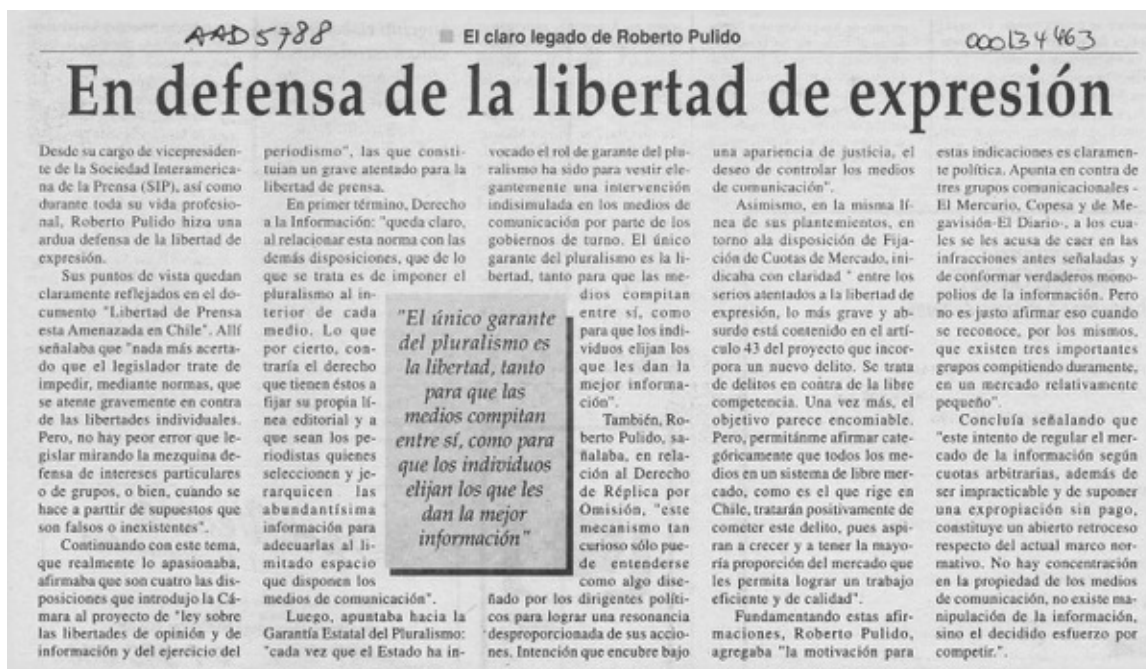 AAD 5788
El claro legado de Roberto Pulido
000134463
En defensa de la libertad de expresión
Desde su cargo de vicepresiden-
te de la Sociedad Interamerica-
na de la Prensa (SIP), así como
durante toda su vida profesio-
nal, Roberto Pulido hizo una
ardua defensa de la libertad de
expresión.
Sus puntos de vista quedan
claramente reflejados en el do-
cumento "Libertad de Prensa
esta Amenazada en Chile". Allí
señalaba que "nada más acerta-
do que el legislador trate de
impedir, mediante normas, que
se atente gravemente en contra
de las libertades individuales.
Pero, no hay peor error que le-
gislar mirando la mezquina de-
fensa de intereses particulares
o de grupos, o bien, cuando se
hace a parttir de supuestos que
son falsos o inexistentes".
Continuando con este tema,
que realmente lo apasionaba,
afirmaba que son cuatro las dis-
posiciones que introdujo la Cá-
mara al proyecto de "ley sobre
las libertades de opinión y de
información y del ejercicio del
periodismo", las que consti-
tuían un grave atentado para la
libertad de prensa.
En primer término, Derecho
a la Información: "queda claro,
al relacionar esta norma con las
demás disposiciones, que de lo
que se trata es de imponer el
pluralismo al in-
terior de cada
medio. Lo que
por cierto, con-
traría el derecho
que tienen éstos a
fijar su propia lí-
nea editorial y a
que sean los pe-
riodistas quienes
seleccionen y je-
rarquicen las
abundantísima
información para
adecuarlas al li-
mitado espacio
que disponen los
medios de comunicación".
Luego, apuntaba hacia la
Garantía Estatal del Pluralismo:
"cada vez que el Estado ha in-
"El único garante
del pluralismo es
la libertad, tanto
para que las
medios compitan
entre sí, como para
que los individuos
elijan los que les
dan la mejor
información"
vocado el rol de garante del plu-
ralismo ha sido para vestir ele-
gantemente una intervención
indisimulada en los medios de
comunicación por parte de los
gobiernos de turno. El único
garante del pluralismo es la li-
bertad, tanto para que las me-
dios compitan
entre sí, como
para que los indi-
viduos elijan los
que les dan la
mejor informa-
ción".
También, Ro-
berto Pulido, se-
ñalaba, en rela-
ción al Derecho
de Réplica por
Omisión, "este
mecanismo tan
curioso sólo pue-
de entenderse
como algo dise-
ñado por los dirigentes políti-
cos para lograr una resonancia
desproporcionada de sus accio-
nes. Intención que encubre bajo
una apariencia de justicia, el
deseo de controlar los medios
de comunicación".
Asimismo, en la misma lí-
nea de sus plantemientos, en
torno ala disposición de Fija-
ción de Cuotas de Mercado, ini-
dicaba con claridad " entre los
serios atentados a la libertad de
expresión, lo más grave y ab-
surdo está contenido en el artí-
culo 43 del proyecto que incor-
pora un nuevo delito. Se trata
de delitos en contra de la libre
competencia. Una vez más, el
objetivo parece encomiable.
Pero, permitánme afirmar cate-
góricamente que todos los me-
dios en un sistema de libre mer-
cado, como es el que rige en
Chile, tratarán positivamente de
cometer este delito, pues aspi-
ran a crecer y a tener la mayo-
ría proporción del mercado que
les permita lograr un trabajo
eficiente y de calidad".
Fundamentando estas afir-
maciones, Roberto Pulido,
agregaba "la motivación para
estas indicaciones es claramen-
te política. Apunta en contra de
tres grupos comunicacionales -
El Mercurio, Copesa y de Me-
gavisión-El Diario-, a los cua-
les se les acusa de caer en las
infracciones antes señaladas y
de conformar verdaderos mono-
polios de la información. Pero
no es justo afirmar eso cuando
se reconoce, por los mismos,
que existen tres importantes
grupos compitiendo duramente,
en un mercado relativamente
pequeño".
Concluía señalando que
"este intento de regular el mer-
cado de la información según
cuotas arbitrarias, además de
ser impracticable y de suponer
una expropiación sin pago,
constituye un abierto retroceso
respecto del actual marco nor-
mativo. No hay concentración
en la propiedad de los medios
de comunicación, no existe ma-
nipulación de la información,
sino el decidido esfuerzo por
competir.".